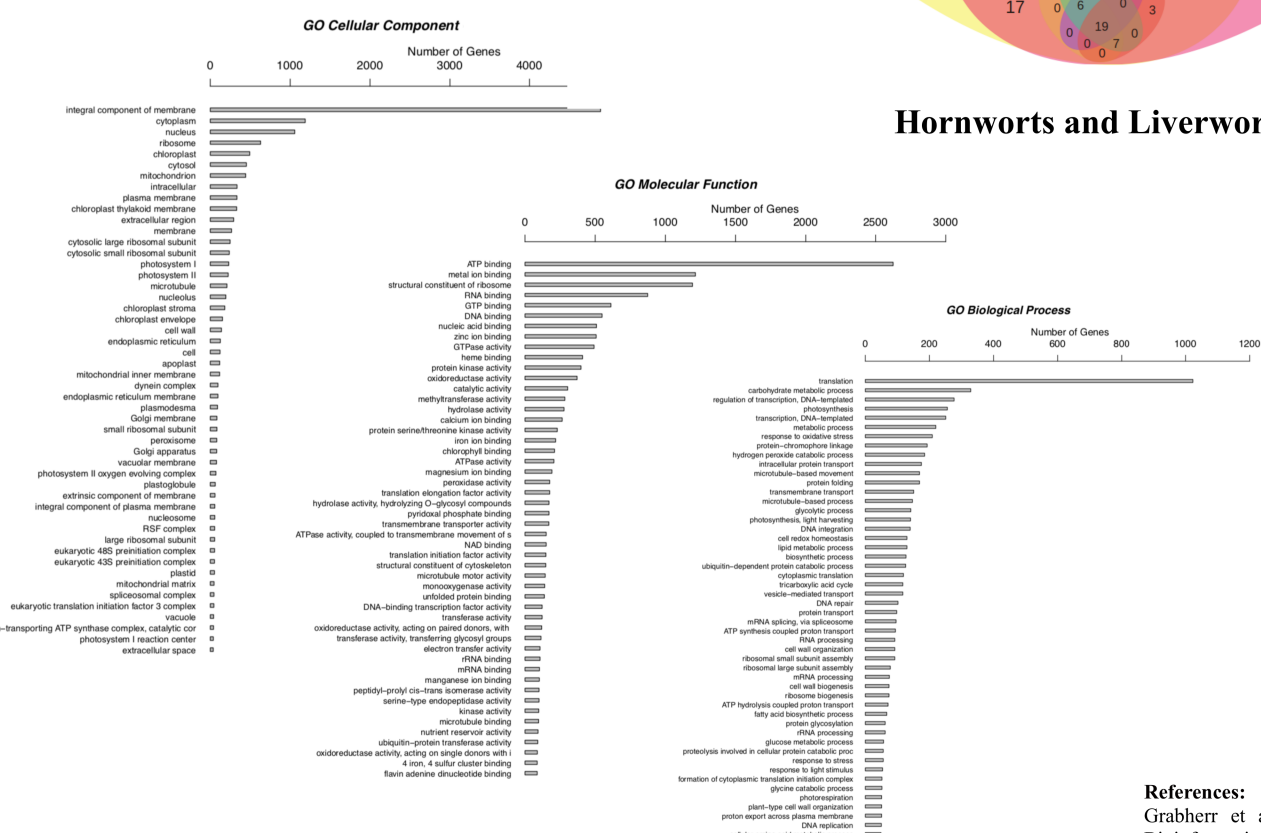 17
0
6
0
3
0
19
0
0
7
0
Hornworts and Liverwor
GO Cellular Component
Number of Genes
0 1000 2000 3000 4000
integral component of membrane
cytoplasm
nucleus
ribosome
chloroplast
cytosol
mitochondrion
intracellular
plasma membrane
chloroplast thylakoid membrane
extracellular region
membrane
cytosolic large ribosomal subunit
cytosolic small ribosomal subunit
photosystem I
photosystem II
microtubule
nucleolus
chloroplast stroma
chloroplast envelope
cell wall
endoplasmic reticulum
cell
apoplast
mitochondrial inner membrane
dynein complex
endoplasmic reticulum membrane
plasmodesma
Golgi membrane
small ribosomal subunit
peroxisome
Golgi apparatus
vacuolar membrane
photosystem II oxygen evolving complex
plastoglobule
extrinsic component of membrane
integral component of plasma membrane
nucleosome
RSF complex
large ribosomal subunit
eukaryotic 48S preinitiation complex
eukaryotic 43S preinitiation complex
plastid
mitochondrial matrix
spliceosomal complex
eukaryotic translation initiation factor 3 complex
vacuole
−transporting ATP synthase complex, catalytic cor
photosystem I reaction center
extracellular space
GO Molecular Function
Number of Genes
0 500 1000 1500 2000 2500 3000
ATP binding
metal ion binding
structural constituent of ribosome
RNA binding
GTP binding
DNA binding
nucleic acid binding
zinc ion binding
GTPase activity
heme binding
protein kinase activity
oxidoreductase activity
catalytic activity
methyltransferase activity
hydrolase activity
calcium ion binding
protein serine/threonine kinase activity
iron ion binding
chlorophyll binding
ATPase activity
magnesium ion binding
peroxidase activity
translation elongation factor activity
hydrolase activity, hydrolyzing O−glycosyl compounds
pyridoxal phosphate binding
transmembrane transporter activity
ATPase activity, coupled to transmembrane movement of s
NAD binding
translation initiation factor activity
structural constituent of cytoskeleton
microtubule motor activity
monooxygenase activity
unfolded protein binding
DNA−binding transcription factor activity
transferase activity
oxidoreductase activity, acting on paired donors, with
transferase activity, transferring glycosyl groups
electron transfer activity
rRNA binding
mRNA binding
manganese ion binding
peptidyl−prolyl cis−trans isomerase activity
serine−type endopeptidase activity
kinase activity
microtubule binding
nutrient reservoir activity
ubiquitin−protein transferase activity
oxidoreductase activity, acting on single donors with i
4 iron, 4 sulfur cluster binding
flavin adenine dinucleotide binding
GO Biological Process
Number of Genes
0 200 400 600 800 1000 1200
translation
carbohydrate metabolic process
regulation of transcription, DNA−templated
photosynthesis
transcription, DNA−templated
metabolic process
response to oxidative stress
protein−chromophore linkage
hydrogen peroxide catabolic process
intracellular protein transport
microtubule−based movement
protein folding
transmembrane transport
microtubule−based process
glycolytic process
photosynthesis, light harvesting
DNA integration
cell redox homeostasis
lipid metabolic process
biosynthetic process
ubiquitin−dependent protein catabolic process
cytoplasmic translation
tricarboxylic acid cycle
vesicle−mediated transport
DNA repair
protein transport
mRNA splicing, via spliceosome
ATP synthesis coupled proton transport
RNA processing
cell wall organization
ribosomal small subunit assembly
ribosomal large subunit assembly
mRNA processing
cell wall biogenesis
ribosome biogenesis
ATP hydrolysis coupled proton transport
fatty acid biosynthetic process
protein glycosylation
rRNA processing
glucose metabolic process
proteolysis involved in cellular protein catabolic proc
response to stress
response to light stimulus
formation of cytoplasmic translation initiation complex
glycine catabolic process
photorespiration
plant−type cell wall organization
proton export across plasma membrane
DNA replication
References:
Grabherr et a